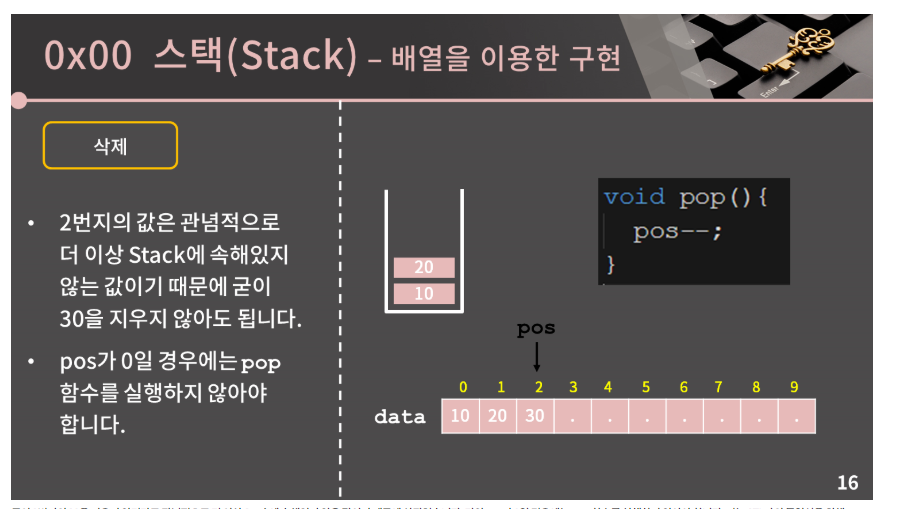 0x00 스택(Stack) – 배열을 이용한 구현
Enter
삭제
• 2번지의 값은 관념적으로
더 이상 Stack에 속해있지
않는 값이기 때문에 굳이
30을 지우지 않아도 됩니다.
• pos가 0일 경우에는 pop
함수를 실행하지 않아야
합니다.
void pop(){
pos--;
}
20
10
pos
0 1 2 3 4 5 6 7 8 9
data 10 20 30 . . . . . . .
16